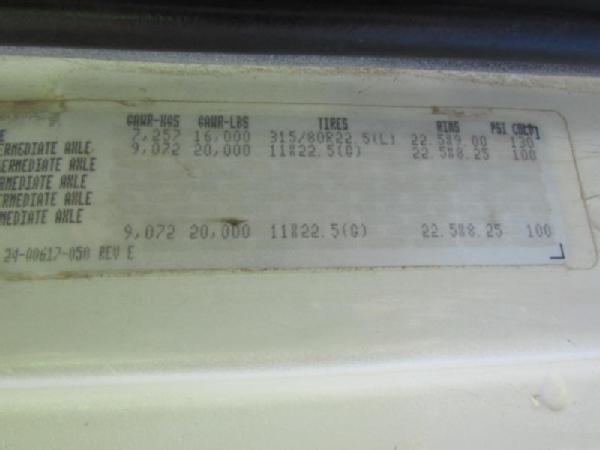 GAWR-KGS GAWR-LBS TIRES RIMS PSI COLD
7,257 16,000 315/80R22.5(L) 22.5X9.00 130
ERMEDIATE AXLE 9,072 20,000 11R22.5(G) 22.5X8.25 100
TERMEDIATE AXLE
RMEDIATE AXLE
ERMEDIATE AXLE
MEDIATE AXLE
9,072 20,000 11R22.5(G) 22.5X8.25 100
24-00617-050 REV E